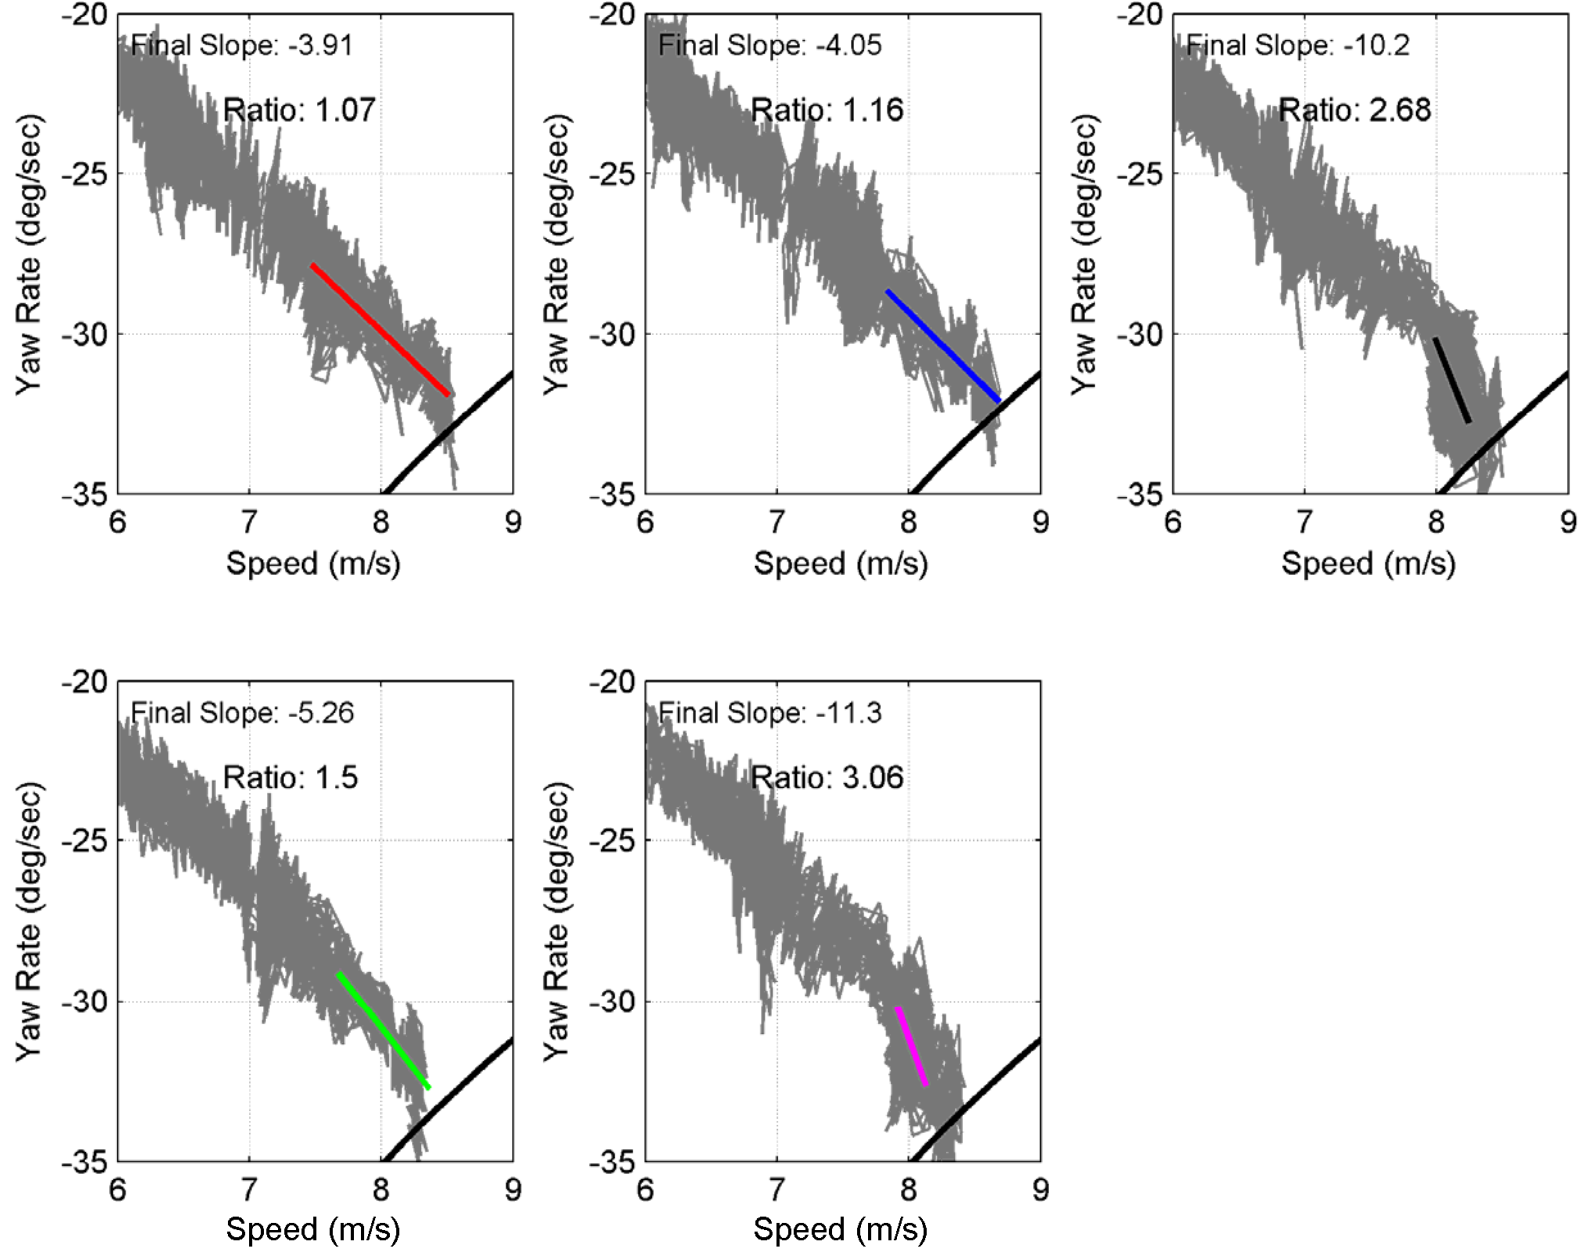 -20
-25
-30
-35
Yaw Rate (deg/sec)
Final Slope: -3.91
Ratio: 1.07
6 7 8 9
Speed (m/s)
-20
-25
-30
-35
Yaw Rate (deg/sec)
Final Slope: -4.05
Ratio: 1.16
6 7 8 9
Speed (m/s)
-20
-25
-30
-35
Yaw Rate (deg/sec)
Final Slope: -10.2
Ratio: 2.68
6 7 8 9
Speed (m/s)
-20
-25
-30
-35
Yaw Rate (deg/sec)
Final Slope: -5.26
Ratio: 1.5
6 7 8 9
Speed (m/s)
-20
-25
-30
-35
Yaw Rate (deg/sec)
Final Slope: -11.3
Ratio: 3.06
6 7 8 9
Speed (m/s)